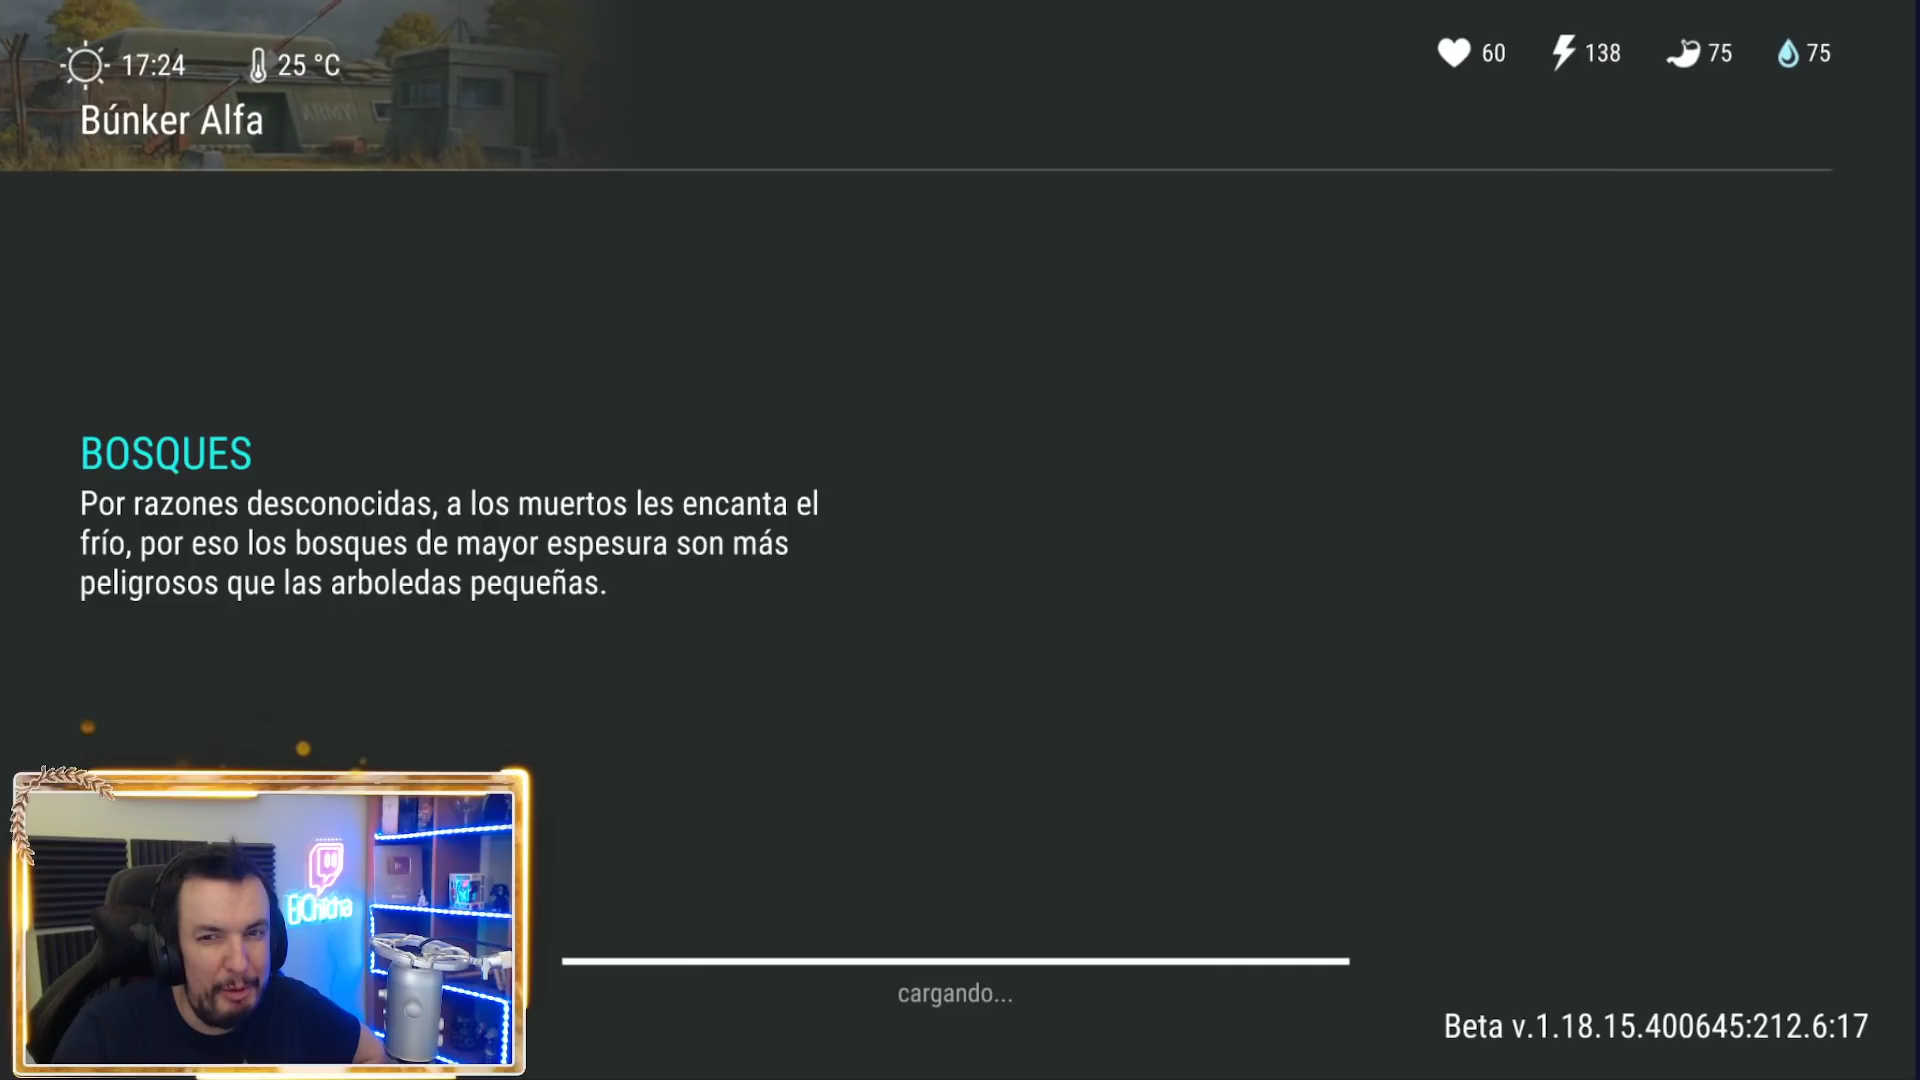 17:24
25 °C
60
138
75
75
ARMY
Búnker Alfa
BOSQUES
Por razones desconocidas, a los muertos les encanta el
frío, por eso los bosques de mayor espesura son más
peligrosos que las arboledas pequeñas.
ElChicha
cargando...
Beta v.1.18.15.400645:212.6:17